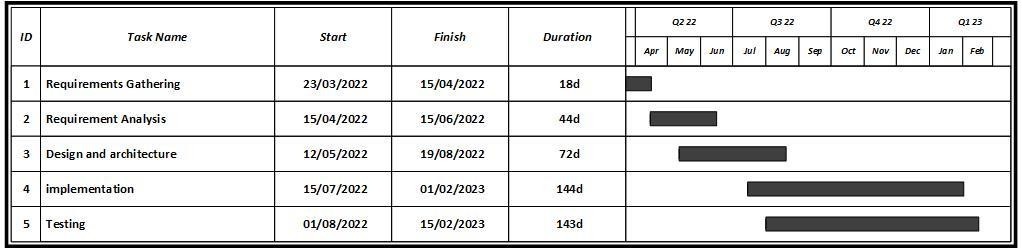 ID Task Name Start Finish Duration Q2 22 Q3 22 Q4 22 Q1 23
Apr May Jun Jul Aug Sep Oct Nov Dec Jan Feb
1 Requirements Gathering 23/03/2022 15/04/2022 18d
2 Requirement Analysis 15/04/2022 15/06/2022 44d
3 Design and architecture 12/05/2022 19/08/2022 72d
4 implementation 15/07/2022 01/02/2023 144d
5 Testing 01/08/2022 15/02/2023 143d